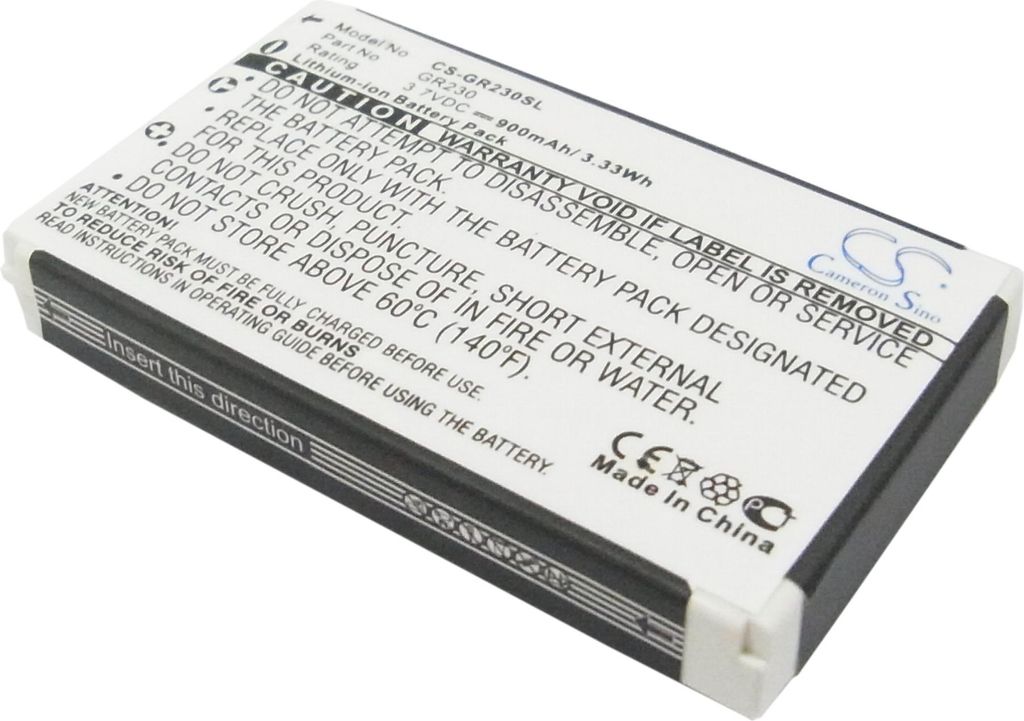 Model No CS-GR230SL
Part No GR230
Rating 3.7VDC 900mAh/ 3.33Wh
Lithium-ion Battery Pack
CAUTION WARRANTY VOID IF LABEL IS REMOVED
• DO NOT ATTEMPT TO DISASSEMBLE, OPEN OR SERVICE
THE BATTERY PACK.
• REPLACE ONLY WITH THE BATTERY PACK DESIGNATED
FOR THIS PRODUCT.
• DO NOT CRUSH, PUNCTURE, SHORT EXTERNAL
CONTACTS OR DISPOSE OF IN FIRE OR WATER.
• DO NOT STORE ABOVE 60°C (140°F).
ATTENTION!
NEW BATTERY PACK MUST BE FULLY CHARGED BEFORE USE.
TO REDUCE RISK OF FIRE OR BURNS
READ INSTRUCTIONS IN OPERATING GUIDE BEFORE USING THE BATTERY.
CS
Cameron Sino
CE
Made in China
Insert this direction